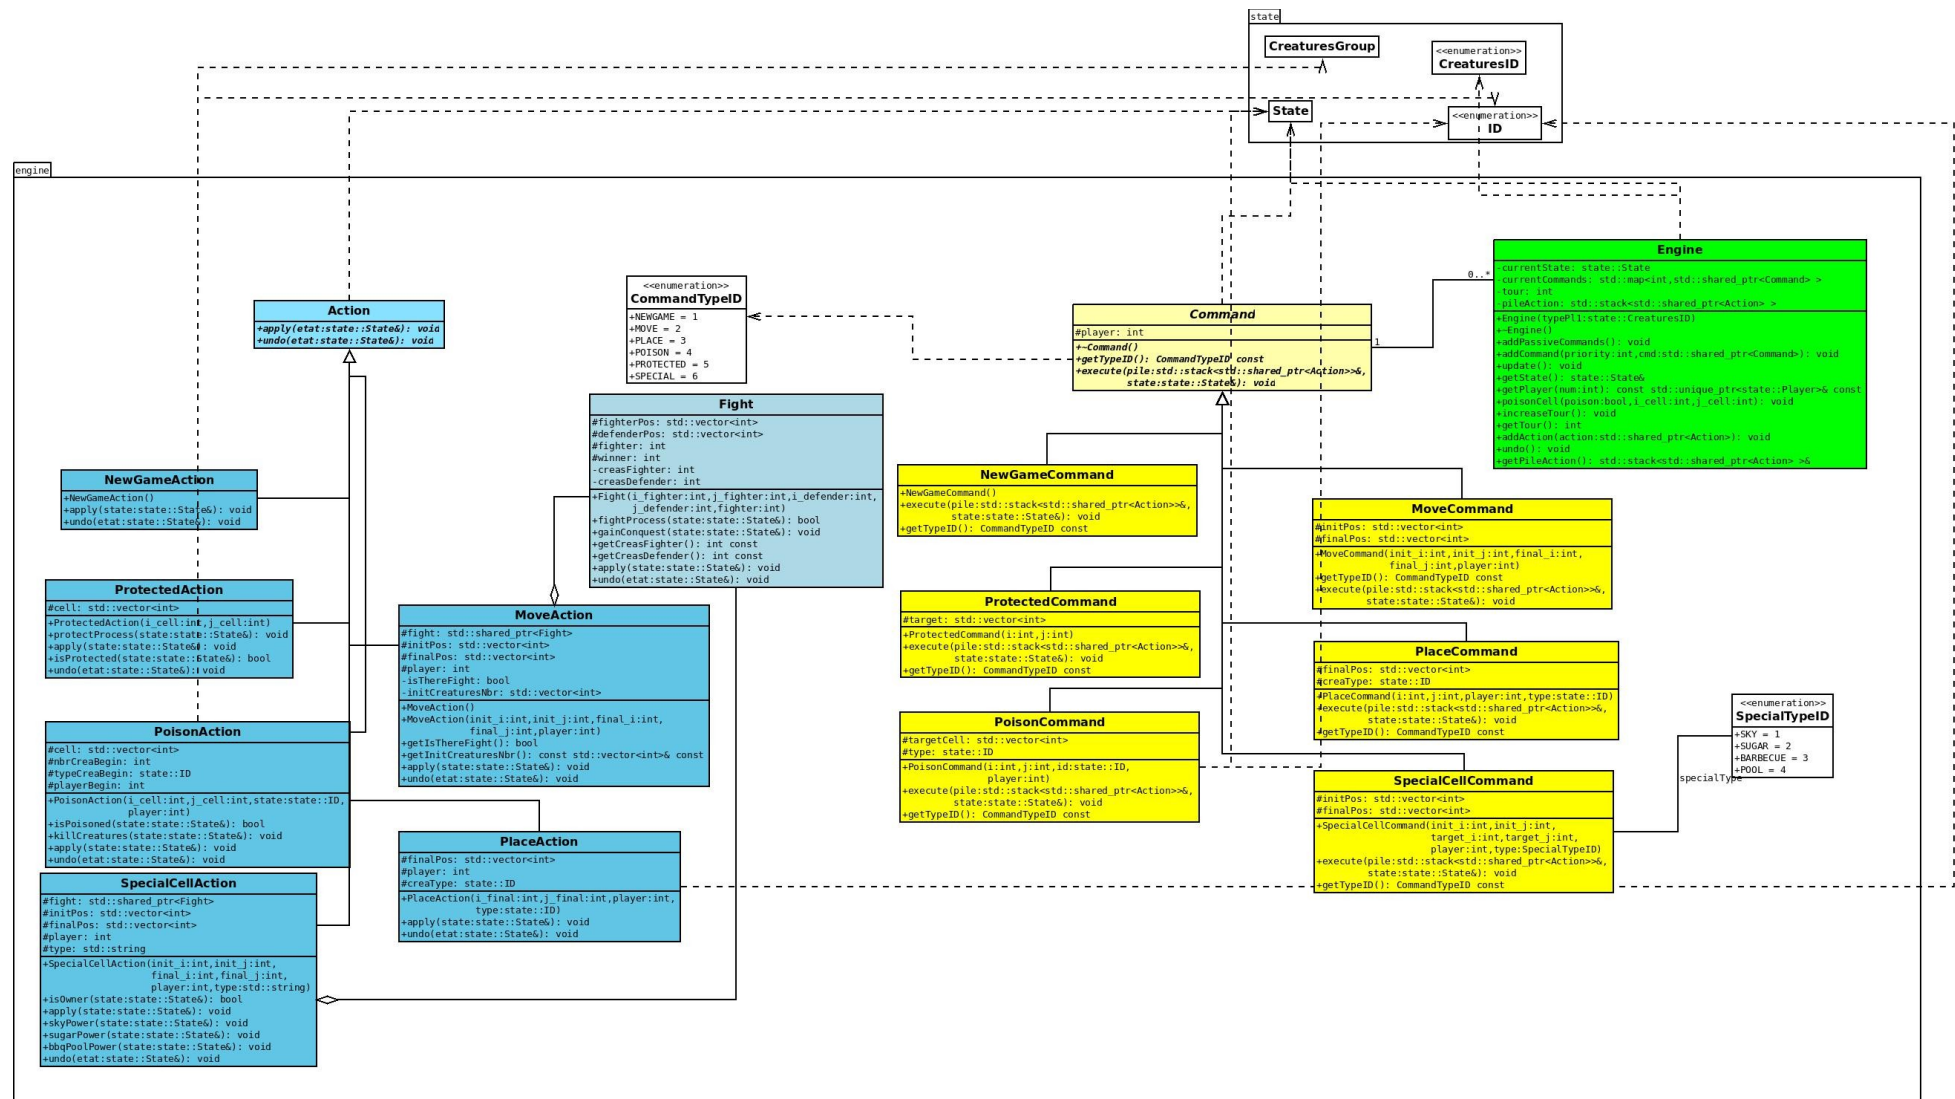 state
CreaturesGroup
<<enumeration>>
CreaturesID
State
<<enumeration>>
ID
engine
Action
+apply(etat:state::State&): void
+undo(etat:state::State&): void
<<enumeration>>
CommandTypeID
+NEWGAME = 1
+MOVE = 2
+PLACE = 3
+POISON = 4
+PROTECTED = 5
+SPECIAL = 6
Command
#player: int
+~Command()
+getTypeID(): CommandTypeID const
+execute(pile:std::stack<std::shared_ptr<Action>>&,
state:state::State&): void
1
0..*
Engine
-currentState: state::State
-currentCommands: std::map<int,std::shared_ptr<Command> >
-tour: int
-pileAction: std::stack<std::shared_ptr<Action> >
+Engine(typePl1:state::CreaturesID)
+~Engine()
+addPassiveCommands(): void
+addCommand(priority:int,cmd:std::shared_ptr<Command>): void
+update(): void
+getState(): state::State&
+getPlayer(num:int): const std::unique_ptr<state::Player>& const
+poisonCell(poison:bool,i_cell:int,j_cell:int): void
+increaseTour(): void
+getTour(): int
+addAction(action:std::shared_ptr<Action>): void
+undo(): void
+getPileAction(): std::stack<std::shared_ptr<Action> >&
Fight
#fighterPos: std::vector<int>
#defenderPos: std::vector<int>
#fighter: int
#winner: int
-creasFighter: int
-creasDefender: int
+Fight(i_fighter:int,j_fighter:int,i_defender:int,
j_defender:int,fighter:int)
+fightProcess(state:state::State&): bool
+gainConquest(state:state::State&): void
+getCreasFighter(): int const
+getCreasDefender(): int const
+apply(state:state::State&): void
+undo(etat:state::State&): void
NewGameAction
+NewGameAction()
+apply(state:state::State&): void
+undo(etat:state::State&): void
ProtectedAction
#cell: std::vector<int>
+ProtectedAction(i_cell:int,j_cell:int)
+protectProcess(state:state::State&): void
+apply(state:state::State&): void
+isProtected(state:state::State&): bool
+undo(etat:state::State&): void
MoveAction
#fight: std::shared_ptr<Fight>
#initPos: std::vector<int>
#finalPos: std::vector<int>
#player: int
-isThereFight: bool
-initCreaturesNbr: std::vector<int>
+MoveAction()
+MoveAction(init_i:int,init_j:int,final_i:int,
final_j:int,player:int)
+getIsThereFight(): bool
+getInitCreaturesNbr(): const std::vector<int>& const
+apply(state:state::State&): void
+undo(etat:state::State&): void
PoisonAction
#cell: std::vector<int>
#nbrCreaBegin: int
#typeCreaBegin: state::ID
#playerBegin: int
+PoisonAction(i_cell:int,j_cell:int,state:state::ID,
player:int)
+isPoisoned(state:state::State&): bool
+killCreatures(state:state::State&): void
+apply(state:state::State&): void
+undo(etat:state::State&): void
PlaceAction
#finalPos: std::vector<int>
#player: int
#creaType: state::ID
+PlaceAction(i_final:int,j_final:int,player:int,
type:state::ID)
+apply(state:state::State&): void
+undo(etat:state::State&): void
SpecialCellAction
#fight: std::shared_ptr<Fight>
#initPos: std::vector<int>
#finalPos: std::vector<int>
#player: int
#type: std::string
+SpecialCellAction(init_i:int,init_j:int,
final_i:int,final_j:int,
player:int,type:std::string)
+isOwner(state:state::State&): bool
+apply(state:state::State&): void
+skyPower(state:state::State&): void
+sugarPower(state:state::State&): void
+bbqPoolPower(state:state::State&): void
+undo(etat:state::State&): void
NewGameCommand
+NewGameCommand()
+execute(pile:std::stack<std::shared_ptr<Action>>&,
state:state::State&): void
+getTypeID(): CommandTypeID const
MoveCommand
#initPos: std::vector<int>
#finalPos: std::vector<int>
+MoveCommand(init_i:int,init_j:int,final_i:int,
final_j:int,player:int)
+getTypeID(): CommandTypeID const
+execute(pile:std::stack<std::shared_ptr<Action>>&,
state:state::State&): void
ProtectedCommand
#target: std::vector<int>
+ProtectedCommand(i:int,j:int)
+execute(pile:std::stack<std::shared_ptr<Action>>&,
state:state::State&): void
+getTypeID(): CommandTypeID const
PlaceCommand
#finalPos: std::vector<int>
#creaType: state::ID
+PlaceCommand(i:int,j:int,player:int,type:state::ID)
+execute(pile:std::stack<std::shared_ptr<Action>>&,
state:state::State&): void
+getTypeID(): CommandTypeID const
PoisonCommand
#targetCell: std::vector<int>
#type: state::ID
+PoisonCommand(i:int,j:int,id:state::ID,
player:int)
+execute(pile:std::stack<std::shared_ptr<Action>>&,
state:state::State&): void
+getTypeID(): CommandTypeID const
SpecialCellCommand
#initPos: std::vector<int>
#finalPos: std::vector<int>
+SpecialCellCommand(init_i:int,init_j:int,
target_i:int,target_j:int,
player:int,type:SpecialTypeID)
+execute(pile:std::stack<std::shared_ptr<Action>>&,
state:state::State&): void
+getTypeID(): CommandTypeID const
<<enumeration>>
SpecialTypeID
+SKY = 1
+SUGAR = 2
+BARBECUE = 3
+POOL = 4
specialType